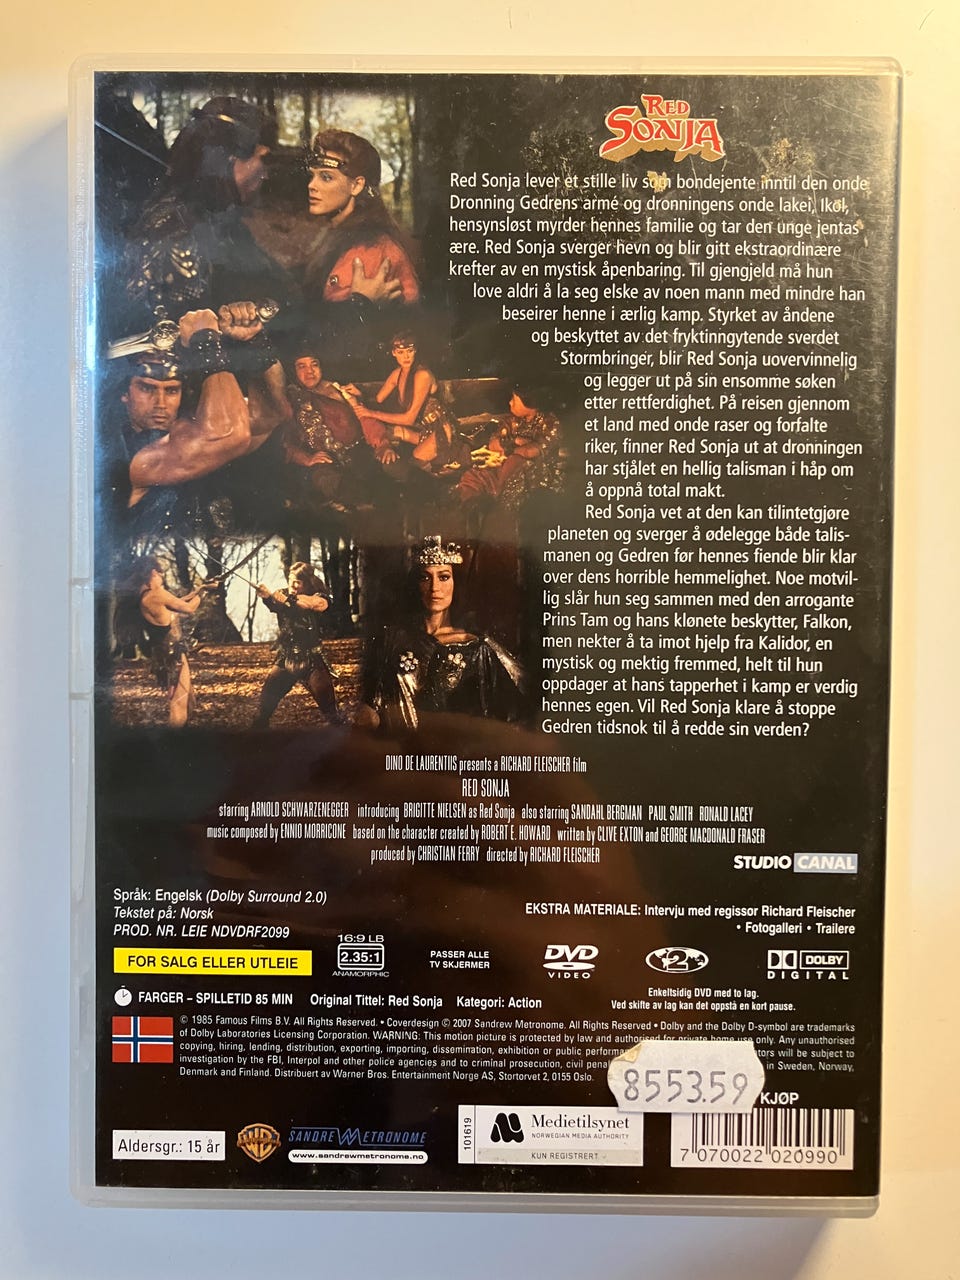 RED
SONJA
Red Sonja lever et stille liv som bondejente inntil den onde
Dronning Gedrens armé og dronningens onde lakei, Ikol,
hensynsløst myrder hennes familie og tar den unge jentas
ære. Red Sonja sverger hevn og blir gitt ekstraordinære
krefter av en mystisk åpenbaring. Til gjengjeld må hun
love aldri å la seg elske av noen mann med mindre han
beseirer henne i ærlig kamp. Styrket av åndene
og beskyttet av det fryktinngytende sverdet
Stormbringer, blir Red Sonja uovervinnelig
og legger ut på sin ensomme søken
etter rettferdighet. På reisen gjennom
et land med onde raser og forfalte
riker, finner Red Sonja ut at dronningen
har stjålet en hellig talisman i håp om
å oppnå total makt.
Red Sonja vet at den kan tilintetgjøre
planeten og sverger å ødelegge både talis-
manen og Gedren før hennes fiende blir klar
over dens horrible hemmelighet. Noe motvil-
lig slår hun seg sammen med den arrogante
Prins Tam og hans klønete beskytter, Falkon,
men nekter å ta imot hjelp fra Kalidor, en
mystisk og mektig fremmed, helt til hun
oppdager at hans tapperhet i kamp er verdig
hennes egen. Vil Red Sonja klare å stoppe
Gedren tidsnok til å redde sin verden?
DINO DE LAURENTIIS presents a RICHARD FLEISCHER film
RED SONJA
starring ARNOLD SCHWARZENEGGER introducing BRIGITTE NIELSEN as Red Sonja also starring SANDAHL BERGMAN PAUL SMITH RONALD LACEY
music composed by ENNIO MORRICONE based on the character created by ROBERT E. HOWARD written by CLIVE EXTON and GEORGE MACDONALD FRASER
produced by CHRISTIAN FERRY directed by RICHARD FLEISCHER
STUDIO CANAL
Språk: Engelsk (Dolby Surround 2.0)
Tekstet på: Norsk
PROD. NR. LEIE NDVDRF2099
EKSTRA MATERIALE: Intervju med regissor Richard Fleischer
• Fotogalleri • Trailere
FOR SALG ELLER UTLEIE
16:9 LB
2.35:1
ANAMORPHIC
PASSER ALLE
TV SKJERMER
DVD
VIDEO
2
DOLBY
DIGITAL
Enkeltsidig DVD med to lag.
Ved skifte av lag kan det oppstå en kort pause.
FARGER – SPILLETID 85 MIN Original Tittel: Red Sonja Kategori: Action
© 1985 Famous Films B.V. All Rights Reserved. • Coverdesign © 2007 Sandrew Metronome. All Rights Reserved • Dolby and the Dolby D-symbol are trademarks
of Dolby Laboratories Licensing Corporation. WARNING: This motion picture is protected by law and authorised for private home use only. Any unauthorised
copying, hiring, lending, distribution, exporting, importing, dissemination, exhibition or public performa tors will be subject to
investigation by the FBI, Interpol and other police agencies and to criminal prosecution, civil penal in Sweden, Norway,
Denmark and Finland. Distribuert av Warner Bros. Entertainment Norge AS, Stortorvet 2, 0155 Oslo.
855359
KJØP
Aldersgr.: 15 år
WB
SANDREW METRONOME
www.sandrewmetronome.no
101619
Medietilsynet
NORWEGIAN MEDIA AUTHORITY
KUN REGISTRERT
7 070022 020990